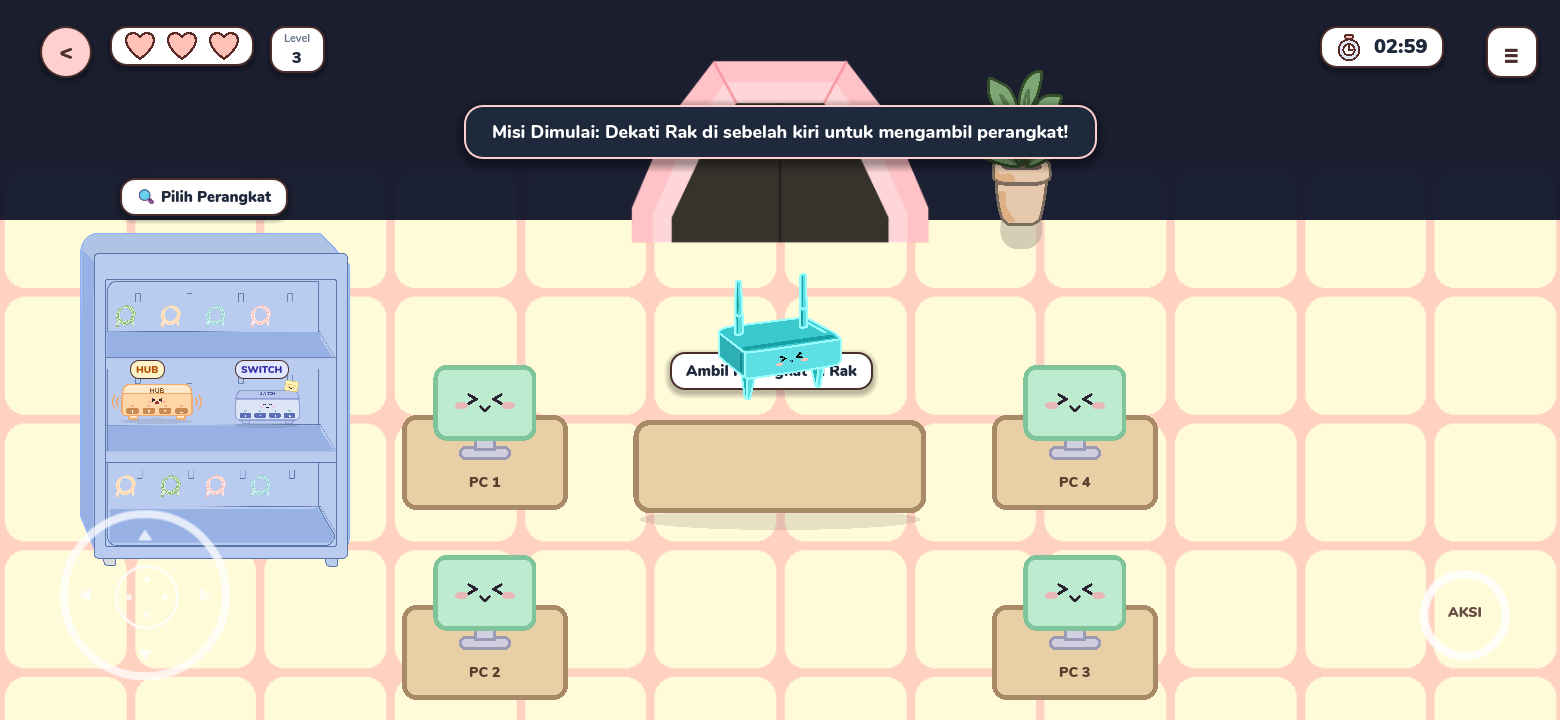 <
Level
3
02:59
Misi Dimulai: Dekati Rak di sebelah kiri untuk mengambil perangkat!
🔍 Pilih Perangkat
HUB
SWITCH
HUB
Ambil Rak
PC 1
PC 4
PC 2
PC 3
AKSI